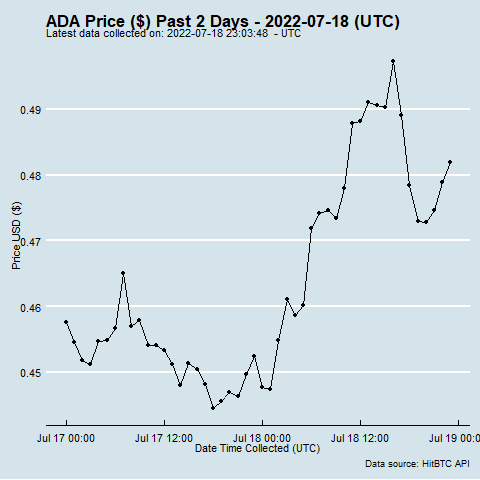 ADA Price ($) Past 2 Days - 2022-07-18 (UTC)
Latest data collected on: 2022-07-18 23:03:48 - UTC
0.49
0.48
0.47
0.46
0.45
Price USD ($)
Jul 17 00:00 Jul 17 12:00 Jul 18 00:00 Jul 18 12:00 Jul 19 00:00
Date Time Collected (UTC)
Data source: HitBTC API